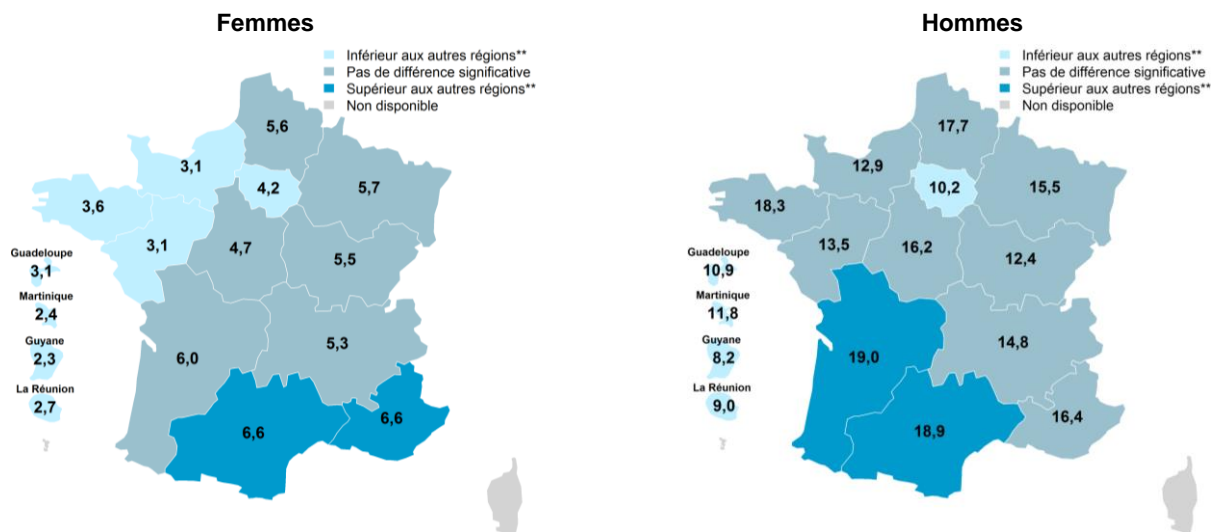 Femmes
Inférieur aux autres régions**
Pas de différence significative
Supérieur aux autres régions**
Non disponible
5,6
3,1
4,2
5,7
3,6
3,1
4,7
5,5
Guadeloupe
3,1
Martinique
2,4
Guyane
2,3
La Réunion
2,7
6,0
5,3
6,6
6,6
Hommes
Inférieur aux autres régions**
Pas de différence significative
Supérieur aux autres régions**
Non disponible
17,7
12,9
10,2
15,5
18,3
13,5
16,2
12,4
Guadeloupe
10,9
Martinique
11,8
Guyane
8,2
La Réunion
9,0
19,0
14,8
18,9
16,4